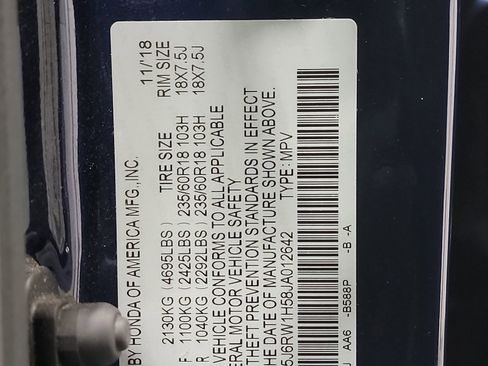 BY HONDA OF AMERICA MFG., INC. 11/'18
TIRE SIZE RIM SIZE
2130KG (4695LBS)
F 1100KG (2425LBS) 235/60R18 103H 18X7.5J
R 1040KG (2292LBS) 235/60R18 103H 18X7.5J
VEHICLE CONFORMS TO ALL APPLICABLE
ERAL MOTOR VEHICLE SAFETY
THEFT PREVENTION STANDARDS IN EFFECT
THE DATE OF MANUFACTURE SHOWN ABOVE.
5J6RW1H58JA012642 TYPE: MPV
AA6 -B588P -B -A